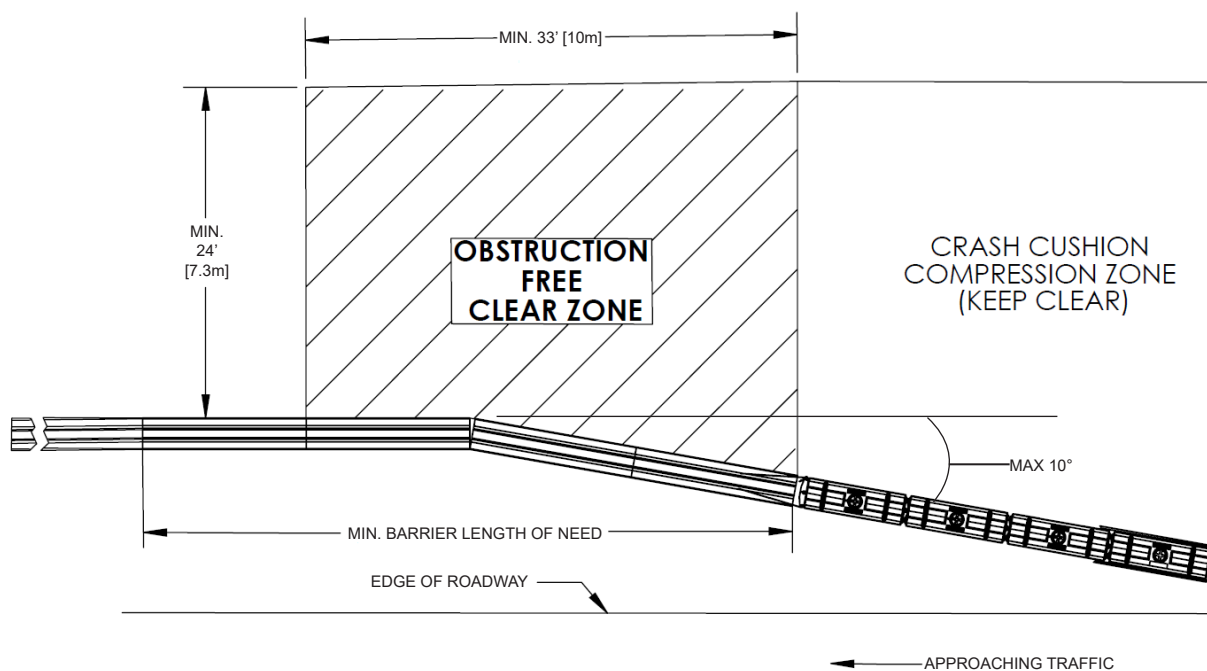 MIN. 33’ [10m]
MIN.
24’
[7.3m]
OBSTRUCTION
FREE
CLEAR ZONE
CRASH CUSHION
COMPRESSION ZONE
(KEEP CLEAR)
MAX 10°
MIN. BARRIER LENGTH OF NEED
EDGE OF ROADWAY
APPROACHING TRAFFIC